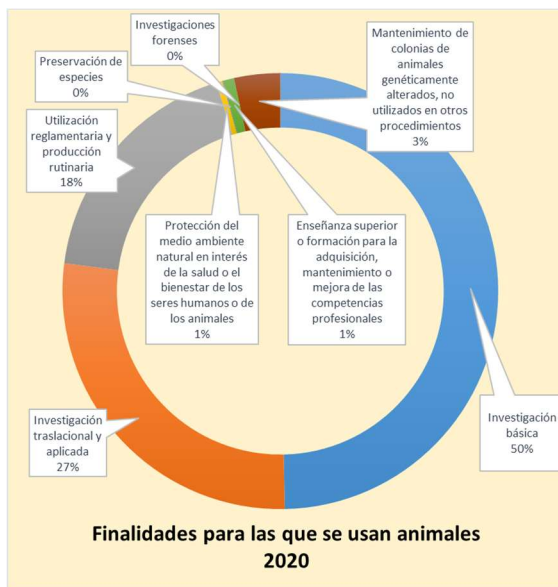 Investigaciones
forenses
0%
Mantenimiento de
colonias de
animales
genéticamente
alterados, no
utilizados en otros
procedimientos
3%
Preservación de
especies
0%
Utilización
reglamentaria y
producción
rutinaria
18%
Protección del
medio ambiente
natural en interés
de la salud o el
bienestar de los
seres humanos o de
los animales
1%
Enseñanza superior
o formación para la
adquisición,
mantenimiento o
mejora de las
competencias
profesionales
1%
Investigación
traslacional y
aplicada
27%
Investigación
básica
50%
Finalidades para las que se usan animales
2020